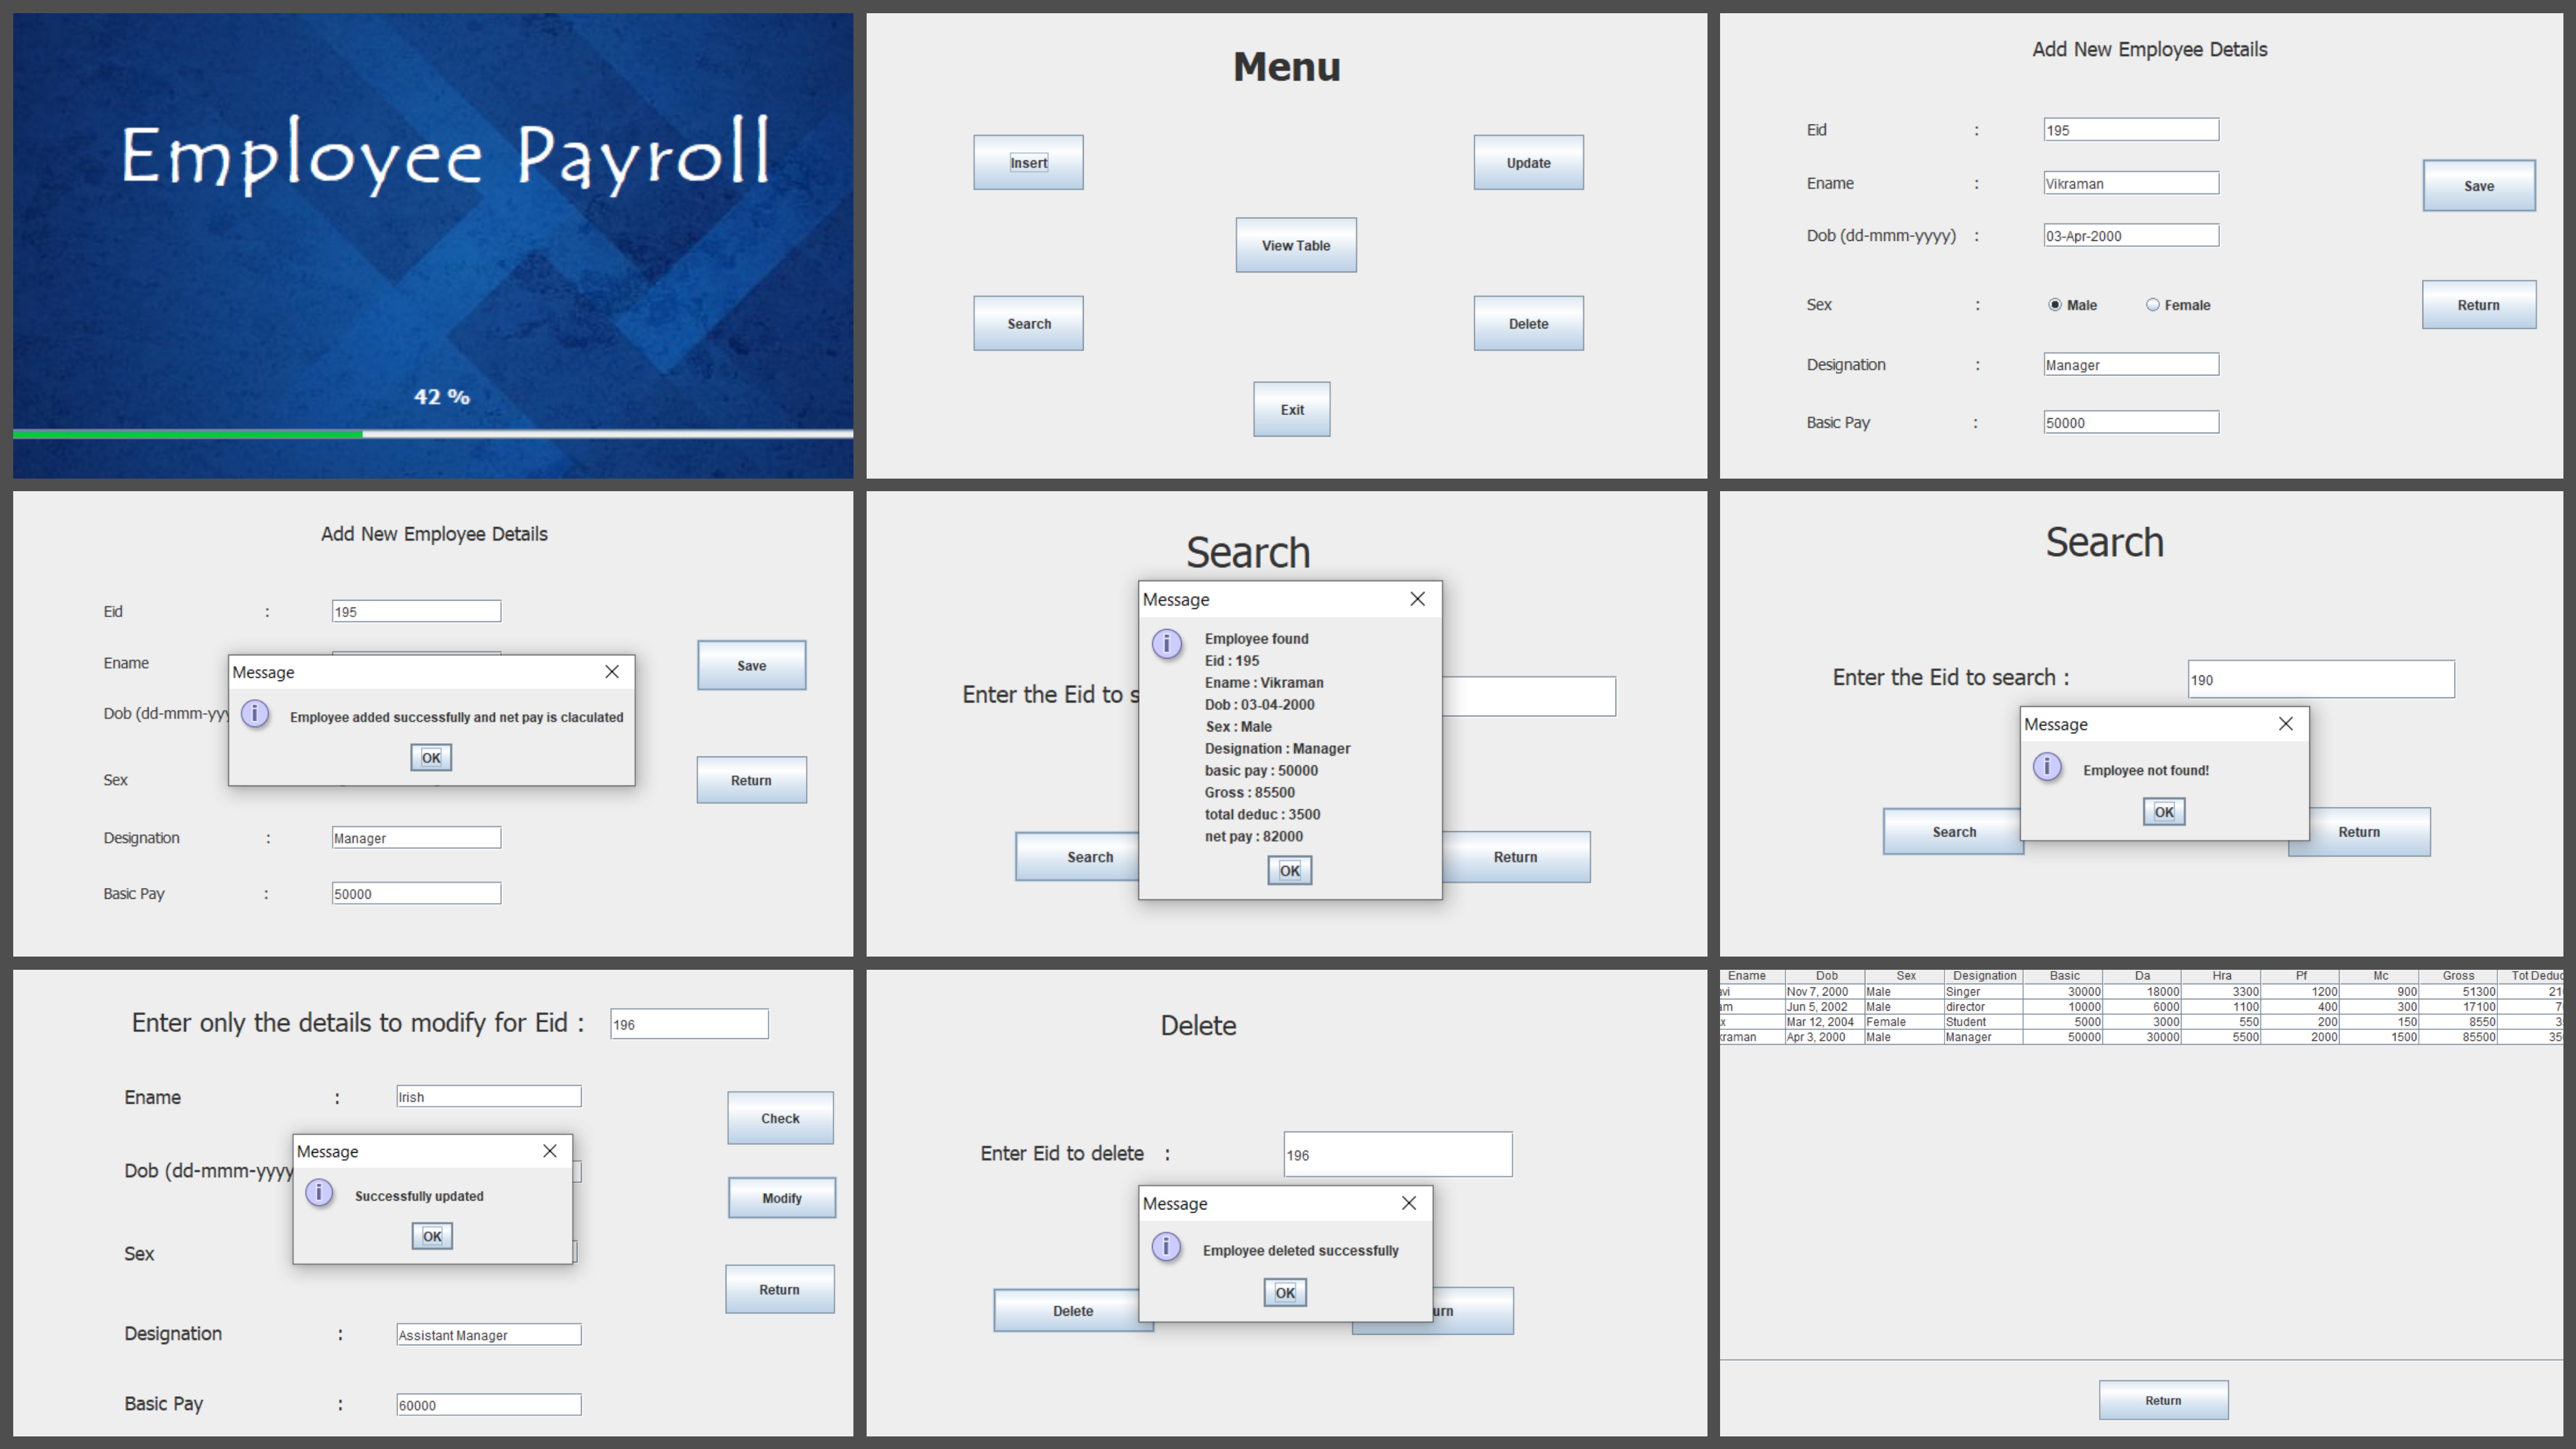 Employee Payroll
42 %
Menu
Insert
Update
View Table
Search
Delete
Exit
Add New Employee Details
Eid : 195
Ename : Vikraman
Save
Dob (dd-mmm-yyyy) : 03-Apr-2000
Sex : Male Female
Return
Designation : Manager
Basic Pay : 50000
Add New Employee Details
Eid : 195
Ename
Save
Message
Dob (dd-mmm-yyy
Employee added successfully and net pay is claculated
OK
Sex
Return
Designation : Manager
Basic Pay : 50000
Search
Message
Employee found
Eid : 195
Ename : Vikraman
Enter the Eid to s
Dob : 03-04-2000
Sex : Male
Designation : Manager
basic pay : 50000
Gross : 85500
total deduc : 3500
net pay : 82000
Search
Return
OK
Search
Enter the Eid to search : 190
Message
Employee not found!
OK
Search
Return
Enter only the details to modify for Eid : 196
Ename : Irish
Check
Message
Dob (dd-mmm-yyyy
Successfully updated
Modify
OK
Sex
Return
Designation : Assistant Manager
Basic Pay : 60000
Delete
Enter Eid to delete : 196
Message
Employee deleted successfully
OK
Delete
urn
Ename Dob Sex Designation Basic Da Hra Pf Mc Gross Tot Deduc
vi Nov 7, 2000 Male Singer 30000 18000 3300 1200 900 51300 21
am Jun 5, 2002 Male director 10000 6000 1100 400 300 17100 7
x Mar 12, 2004 Female Student 5000 3000 550 200 150 8550 3
raman Apr 3, 2000 Male Manager 50000 30000 5500 2000 1500 85500 35
Return